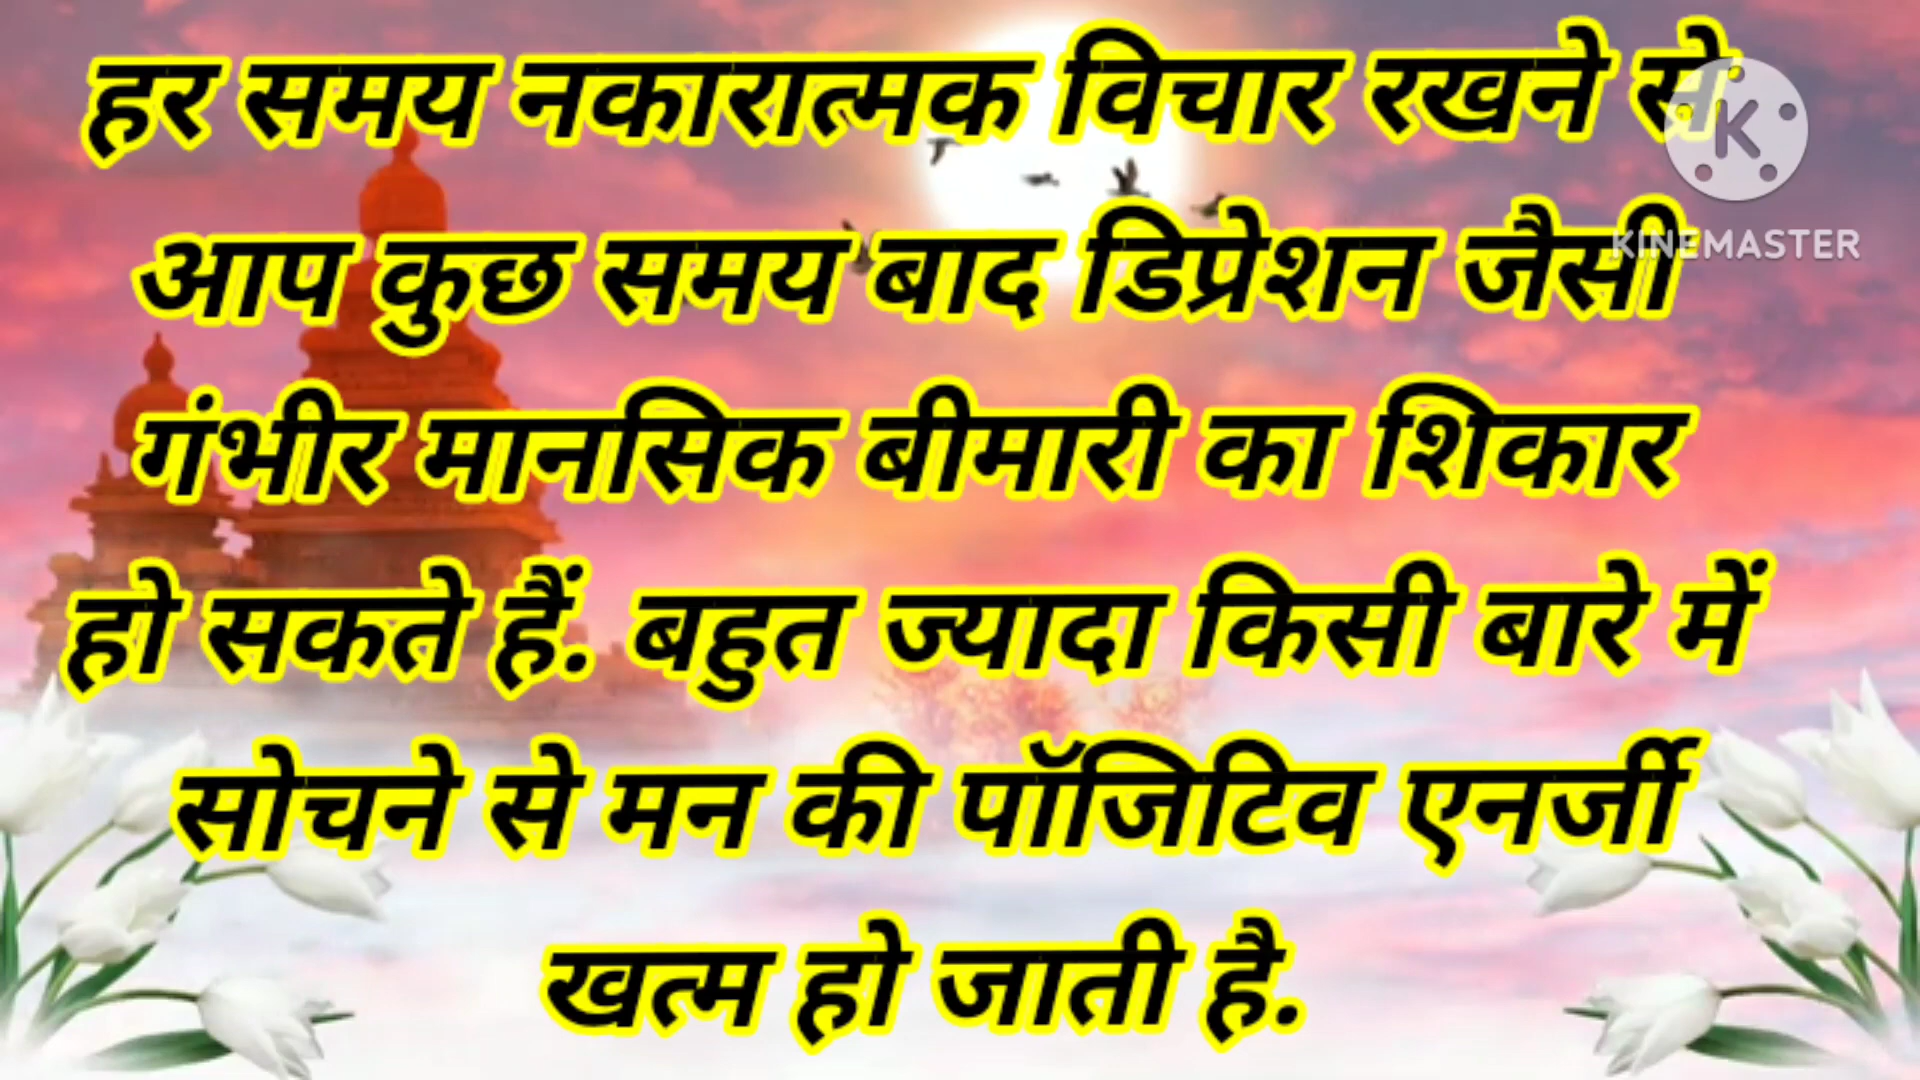 हर समय नकारात्मक विचार रखने से
आप कुछ समय बाद डिप्रेशन जैसी
गंभीर मानसिक बीमारी का शिकार
हो सकते हैं. बहुत ज्यादा किसी बारे में
सोचने से मन की पॉजिटिव एनर्जी
खत्म हो जाती है.
K
KINEMASTER